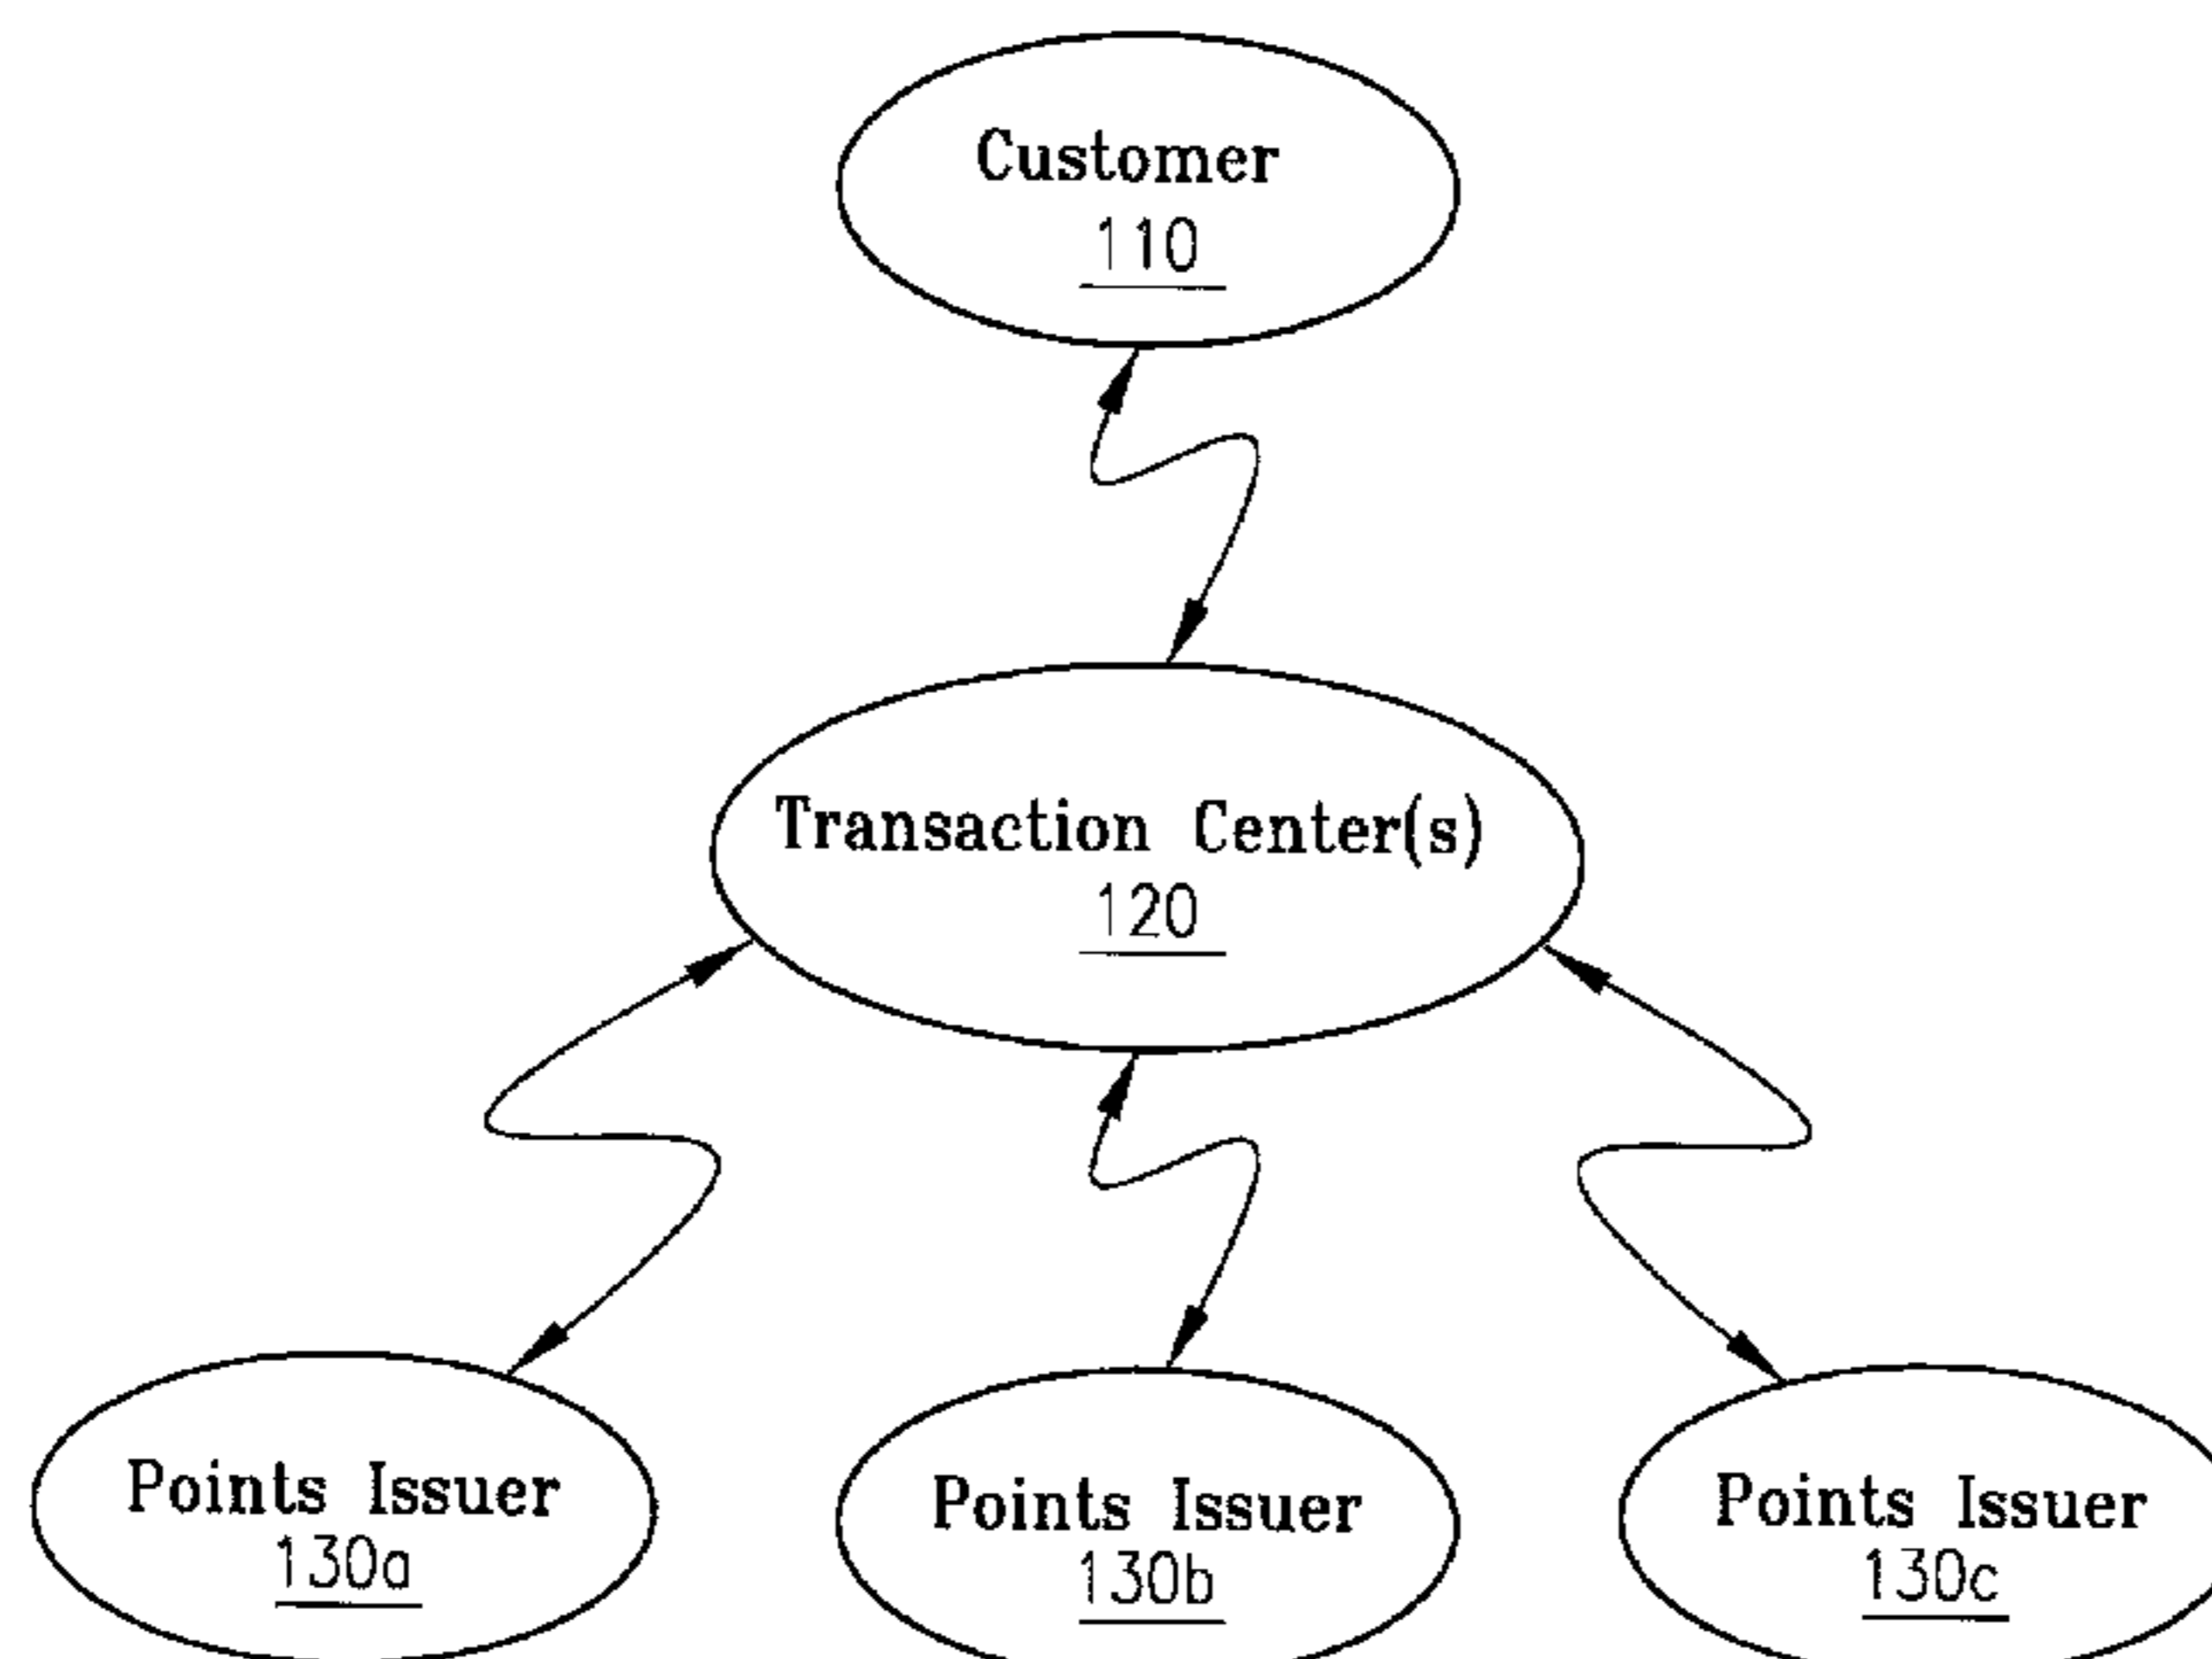 Customer
110
Transaction Center(s)
120
Points Issuer
130a
Points Issuer
130b
Points Issuer
130c